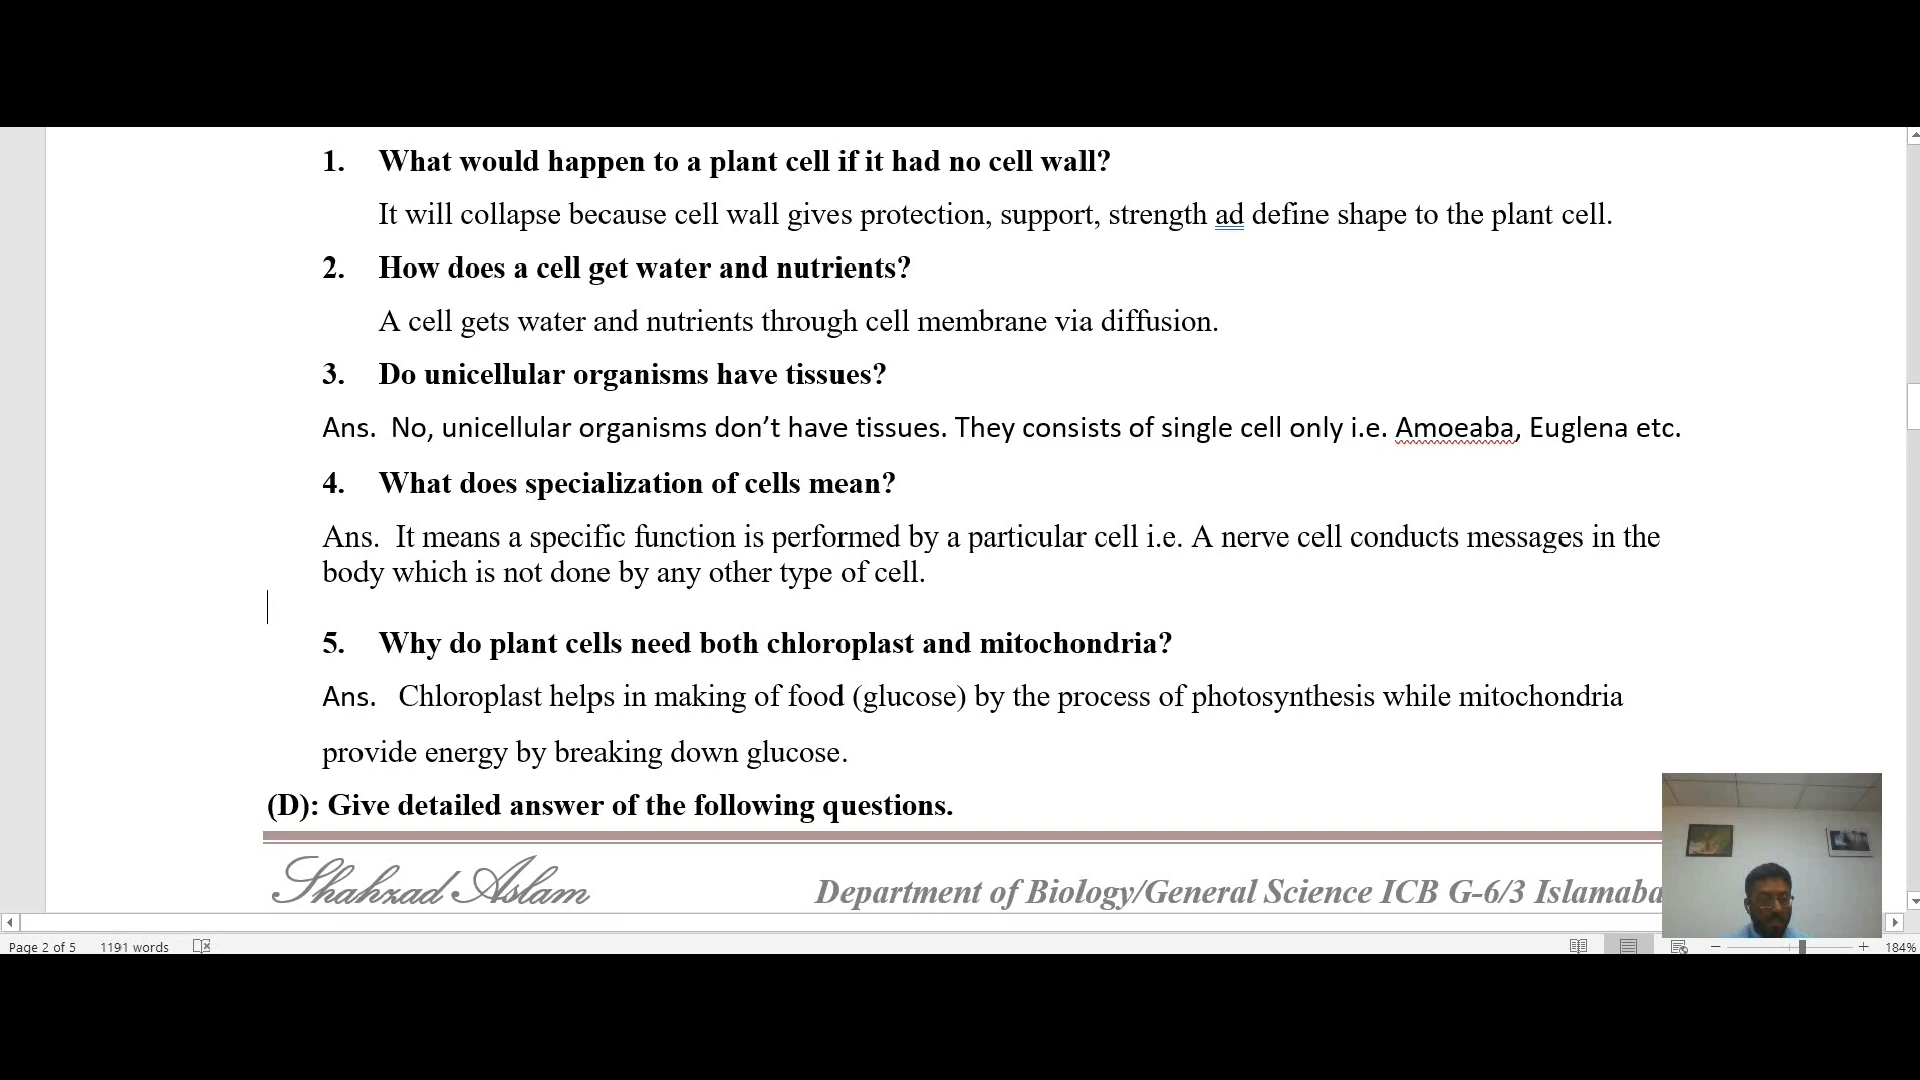 1. What would happen to a plant cell if it had no cell wall?
It will collapse because cell wall gives protection, support, strength ad define shape to the plant cell.
2. How does a cell get water and nutrients?
A cell gets water and nutrients through cell membrane via diffusion.
3. Do unicellular organisms have tissues?
Ans. No, unicellular organisms don’t have tissues. They consists of single cell only i.e. Amoeaba, Euglena etc.
4. What does specialization of cells mean?
Ans. It means a specific function is performed by a particular cell i.e. A nerve cell conducts messages in the
body which is not done by any other type of cell.
5. Why do plant cells need both chloroplast and mitochondria?
Ans. Chloroplast helps in making of food (glucose) by the process of photosynthesis while mitochondria
provide energy by breaking down glucose.
(D): Give detailed answer of the following questions.
Shahzad Aslam Department of Biology/General Science ICB G-6/3 Islamaba
Page 2 of 5 1191 words 184%